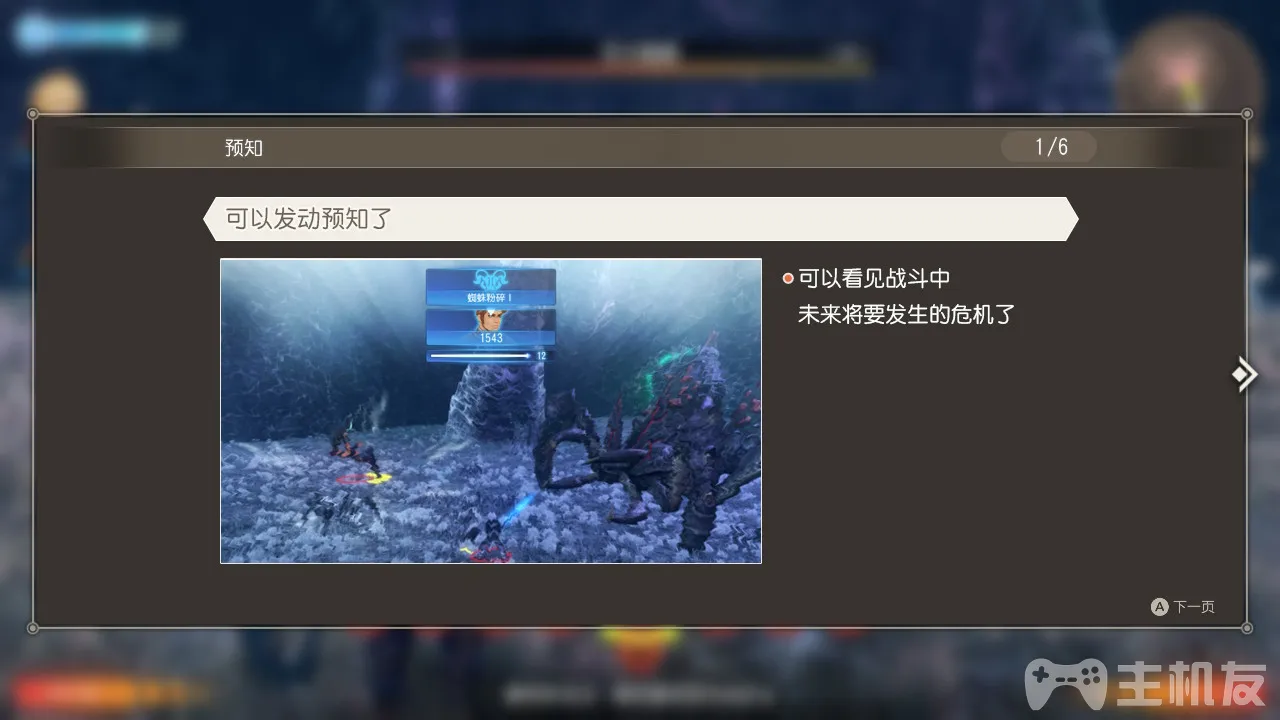 预知
1/6
可以发动预知了
蜘蛛粉碎 I
1543
12
可以看见战斗中
未来将要发生的危机了
A 下一页
主机友